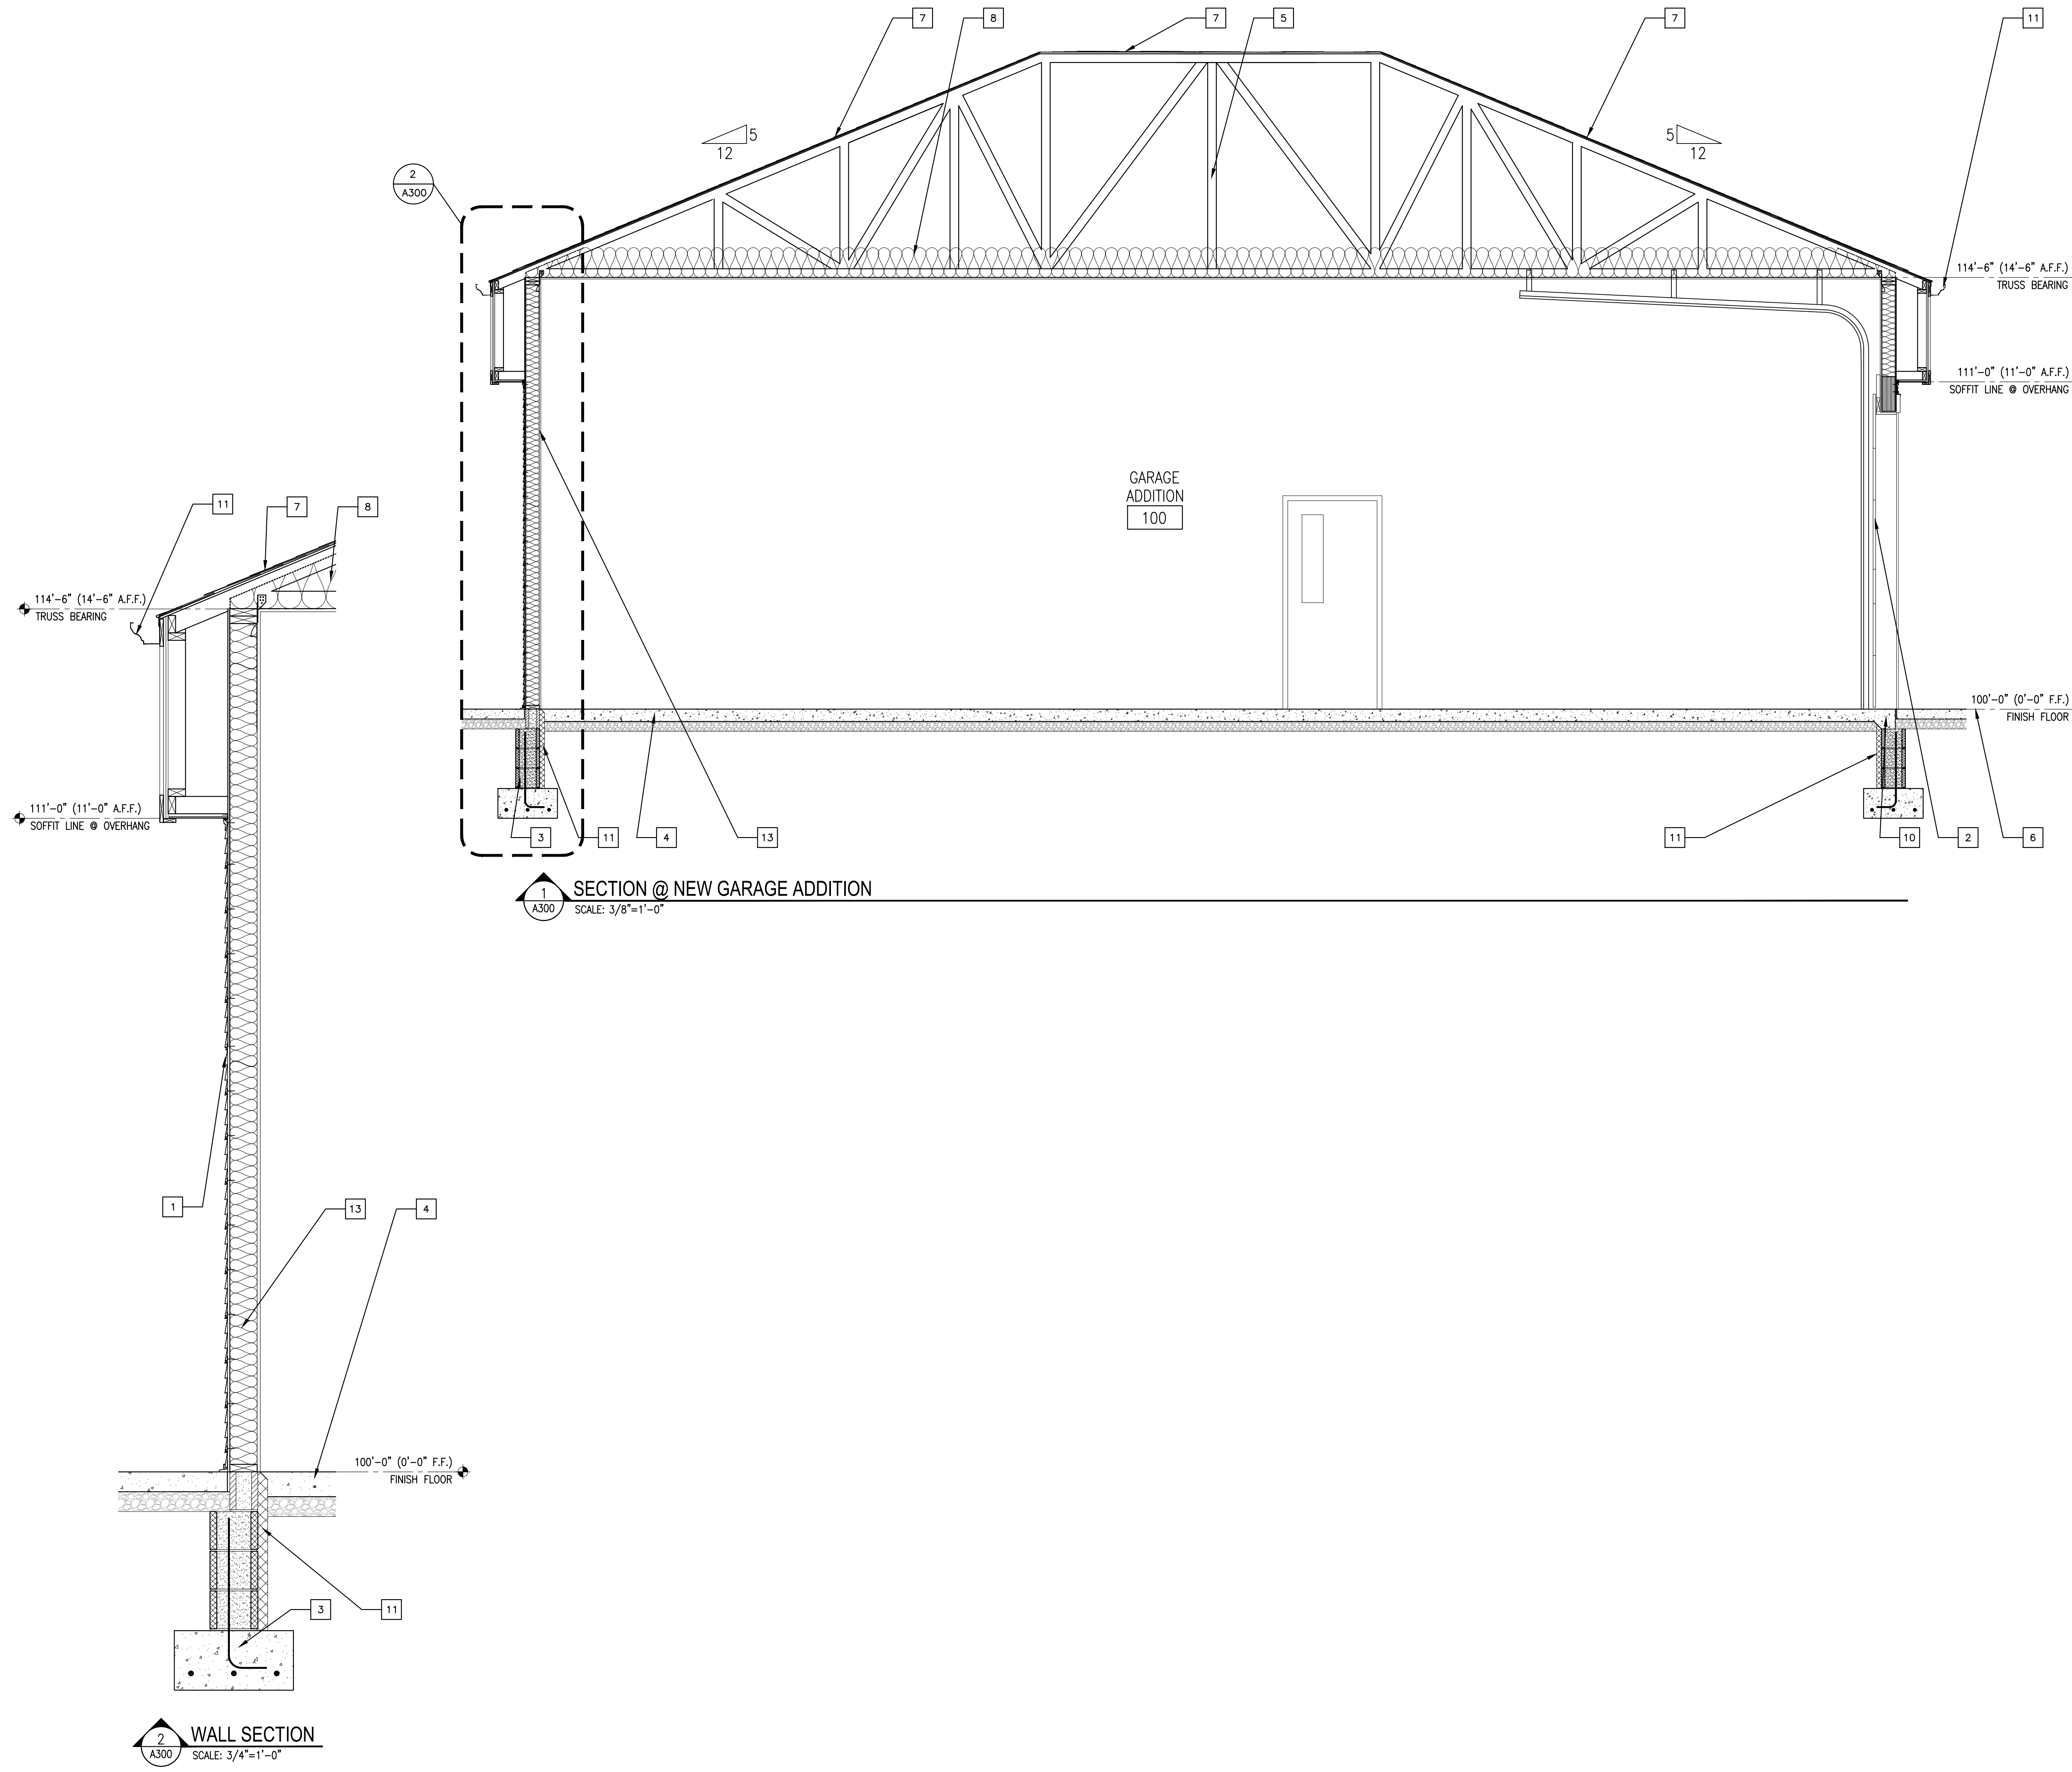 7
8
7
5
7
11
5
12
5
12
2
A300
114'-6" (14'-6" A.F.F.)
TRUSS BEARING
111'-0" (11'-0" A.F.F.)
SOFFIT LINE @ OVERHANG
GARAGE
ADDITION
100
100'-0" (0'-0" F.F.)
FINISH FLOOR
3
11
4
13
11
10
2
6
1
A300
SECTION @ NEW GARAGE ADDITION
SCALE: 3/8"=1'-0"
11
7
8
114'-6" (14'-6" A.F.F.)
TRUSS BEARING
111'-0" (11'-0" A.F.F.)
SOFFIT LINE @ OVERHANG
1
13
4
100'-0" (0'-0" F.F.)
FINISH FLOOR
3
11
2
A300
WALL SECTION
SCALE: 3/4"=1'-0"